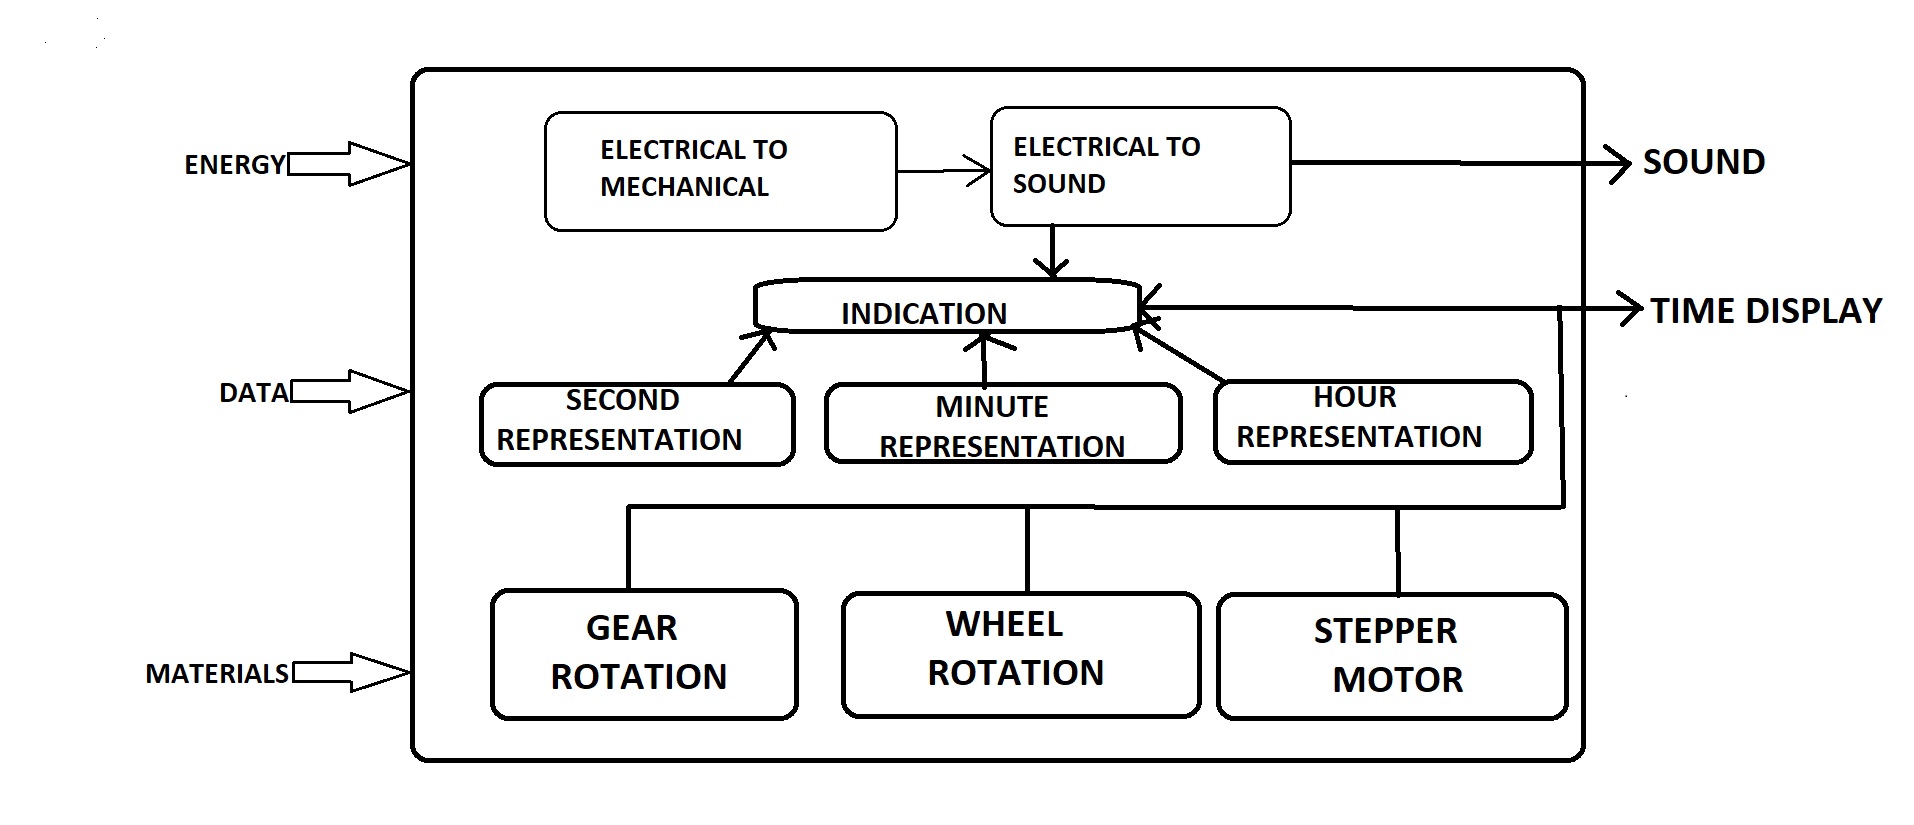 ENERGY
ELECTRICAL TO
MECHANICAL
ELECTRICAL TO
SOUND
SOUND
INDICATION
TIME DISPLAY
DATA
SECOND
REPRESENTATION
MINUTE
REPRESENTATION
HOUR
REPRESENTATION
MATERIALS
GEAR
ROTATION
WHEEL
ROTATION
STEPPER
MOTOR